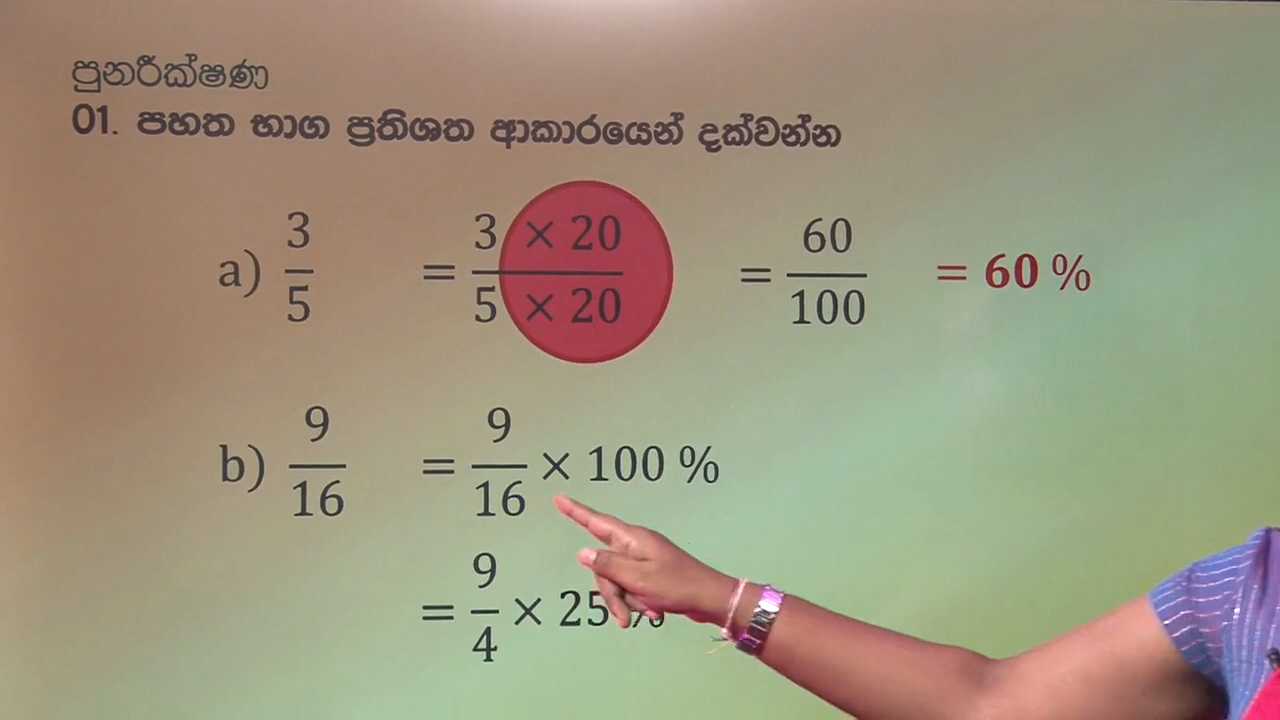 පුනරීක්ෂණ
01. පහත භාග ප්‍රතිශත ආකාරයෙන් දක්වන්න
a) 3/5 = 3 × 20 / 5 × 20 = 60/100 = 60 %
b) 9/16 = 9/16 × 100 %
= 9/4 × 25 %